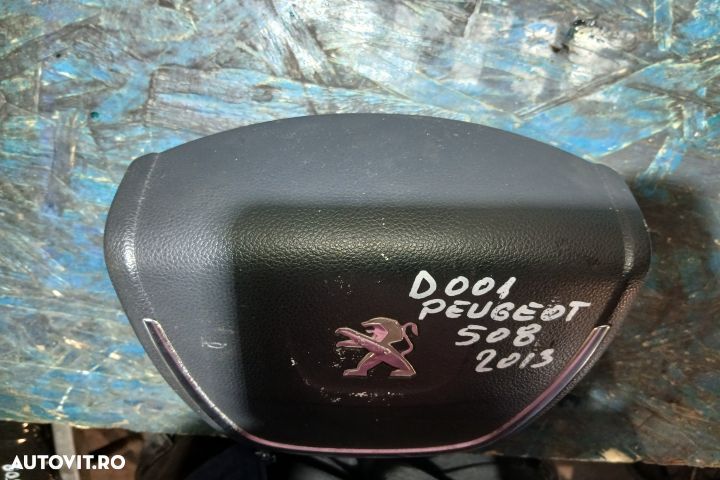 D001
PEUGEOT
508
2013
AUTOVIT.RO